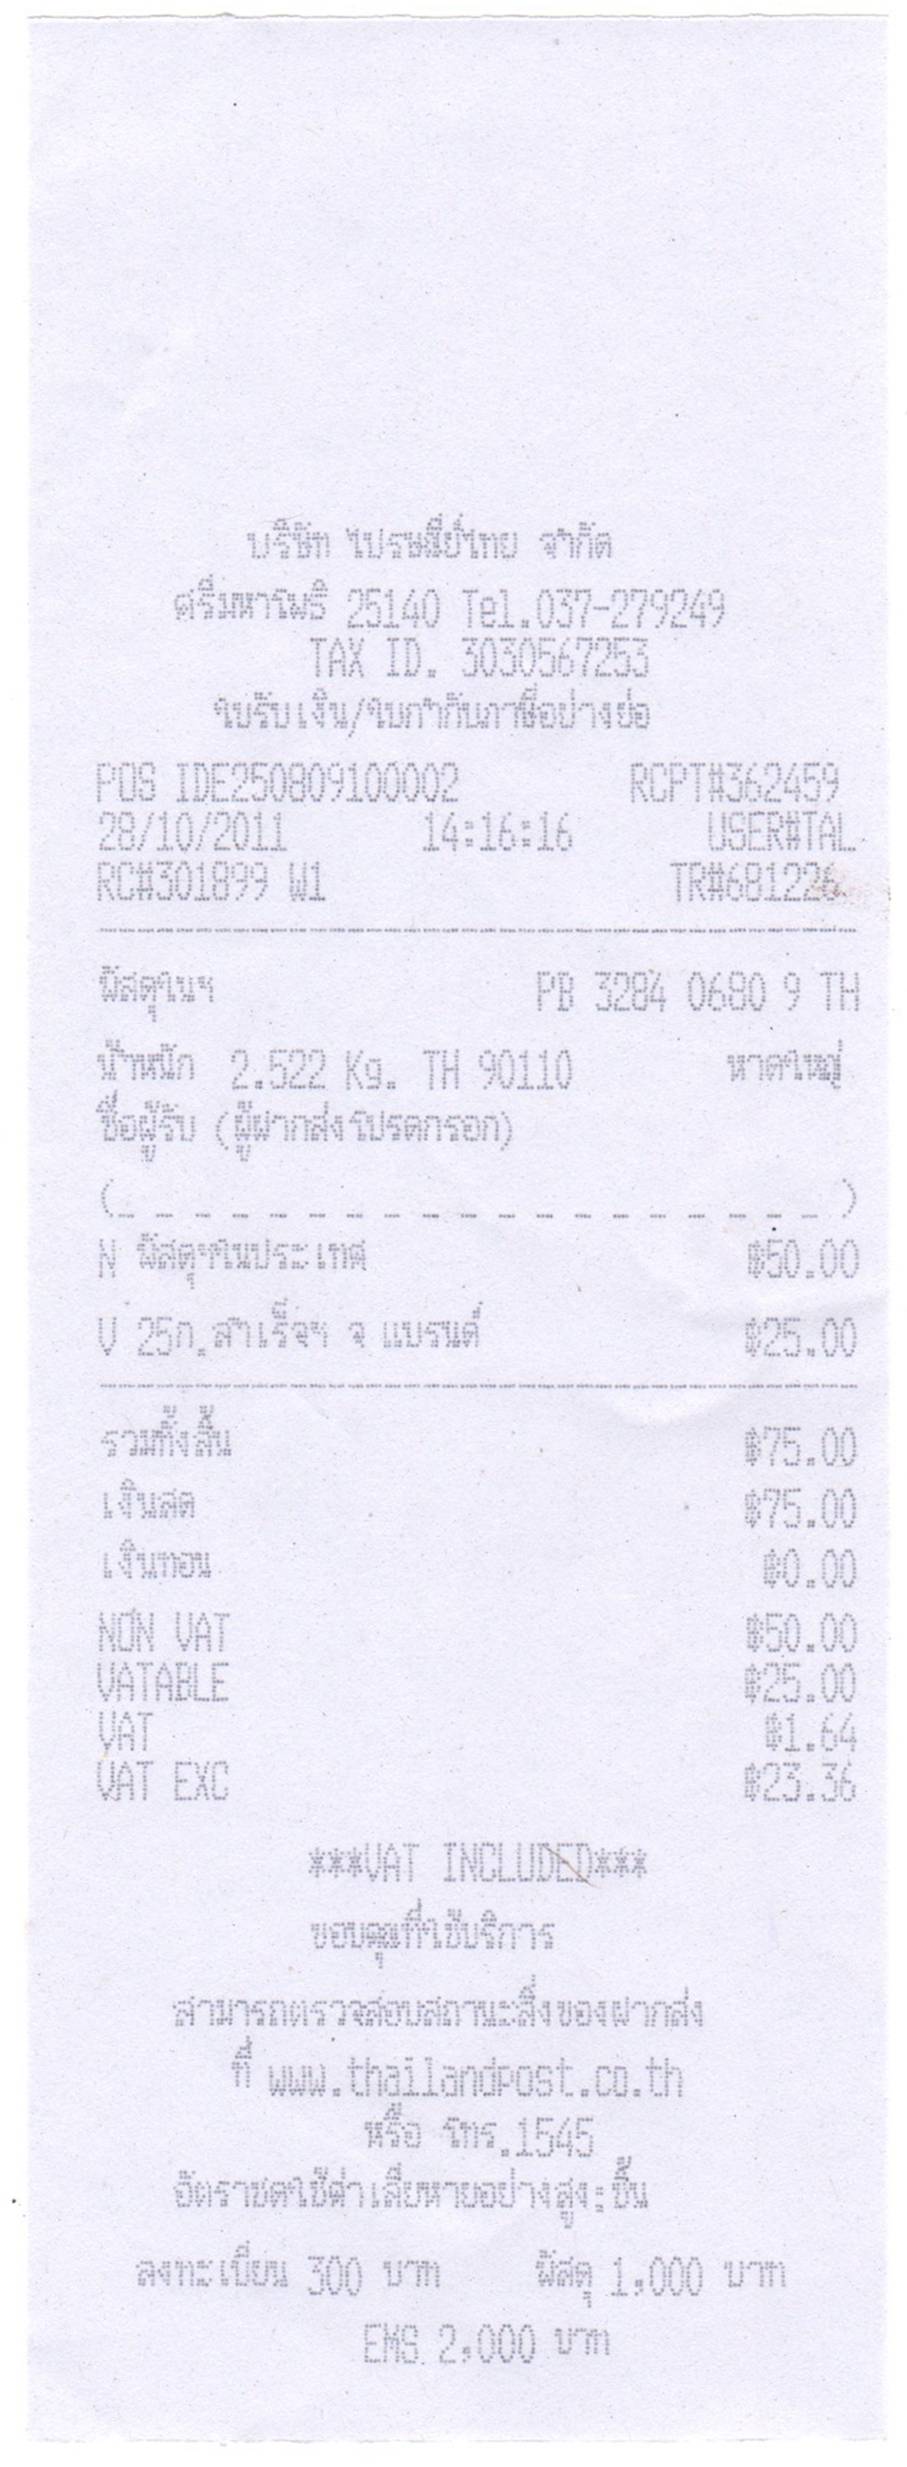 บริษัท ไปรษณีย์ไทย จำกัด
ศรีมหาโพธิ 25140 Tel.037-279249
TAX ID. 3030567253
ใบรับเงิน/ใบกำกับภาษีอย่างย่อ
POS IDE250809100002 RCPT#362459
28/10/2011 14:16:16 USER#TAL
RC#301899 W1 TR#681226
พัสดุในฯ PB 3284 0680 9 TH
น้ำหนัก 2.522 Kg. TH 90110 หาดใหญ่
ชื่อผู้รับ (ผู้ฝากส่งโปรดกรอก)
(_ _ _ _ _ _ _ _ _ _ _ _ _ _ _ _ _ _ _)
N พัสดุฯในประเทศ ฿50.00
V 25ก.สำเร็จฯ จ แบรนด์ ฿25.00
รวมทั้งสิ้น ฿75.00
เงินสด ฿75.00
เงินทอน ฿0.00
NON VAT ฿50.00
VATABLE ฿25.00
VAT ฿1.64
VAT EXC ฿23.36
***VAT INCLUDED***
ขอบคุณที่ใช้บริการ
สามารถตรวจสอบสถานะสิ่งของฝากส่ง
ที่ www.thailandpost.co.th
หรือ โทร.1545
อัตราชดใช้ค่าเสียหายอย่างสูง:ชิ้น
ลงทะเบียน 300 บาท พัสดุ 1,000 บาท
EMS 2,000 บาท